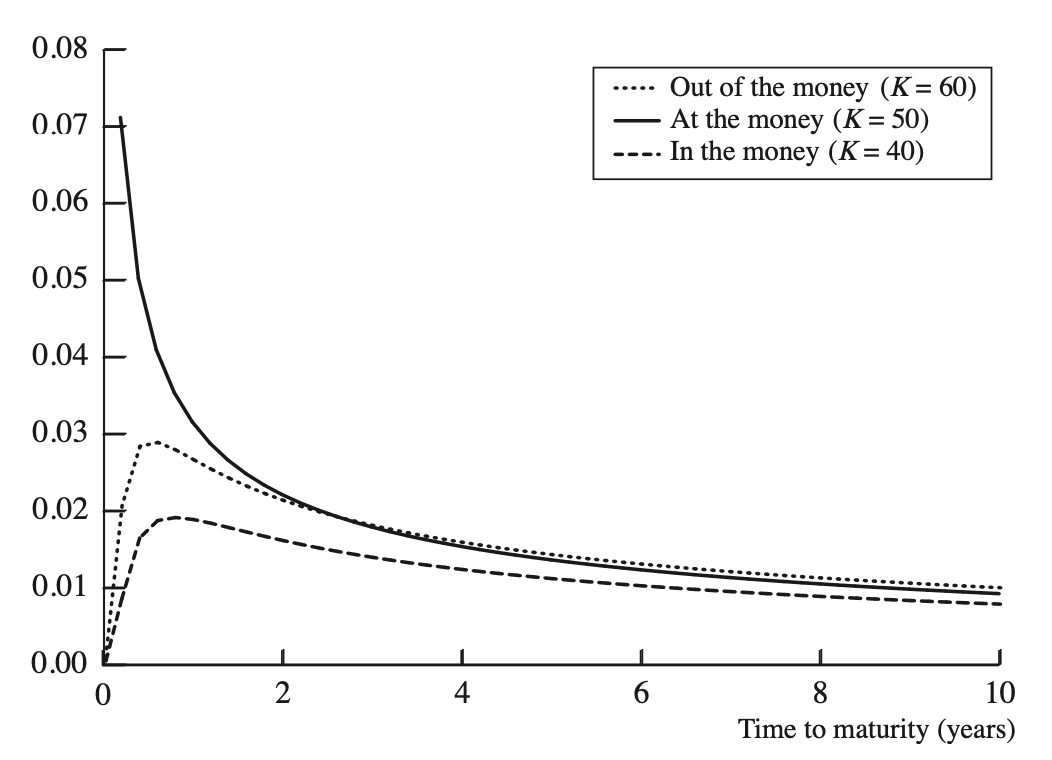 0.08
0.07
0.06
0.05
0.04
0.03
0.02
0.01
0.00
Out of the money (K = 60)
At the money (K = 50)
In the money (K = 40)
0 2 4 6 8 10
Time to maturity (years)